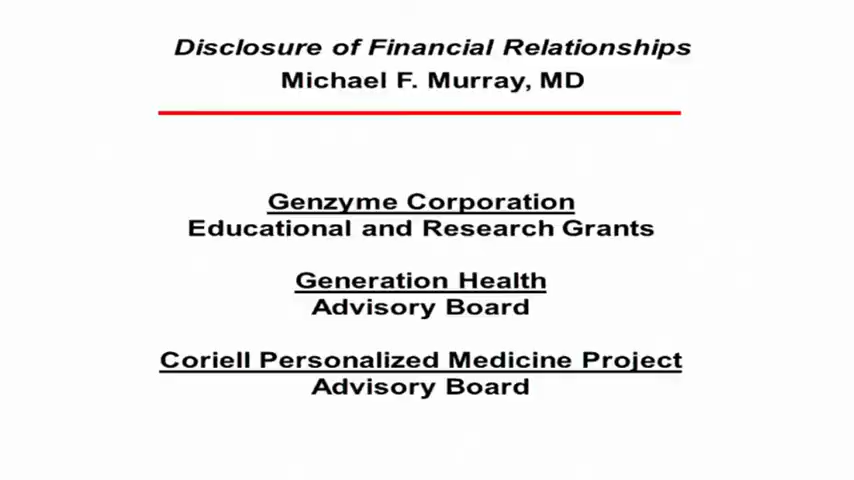 Disclosure of Financial Relationships
Michael F. Murray, MD
Genzyme Corporation
Educational and Research Grants
Generation Health
Advisory Board
Coriell Personalized Medicine Project
Advisory Board